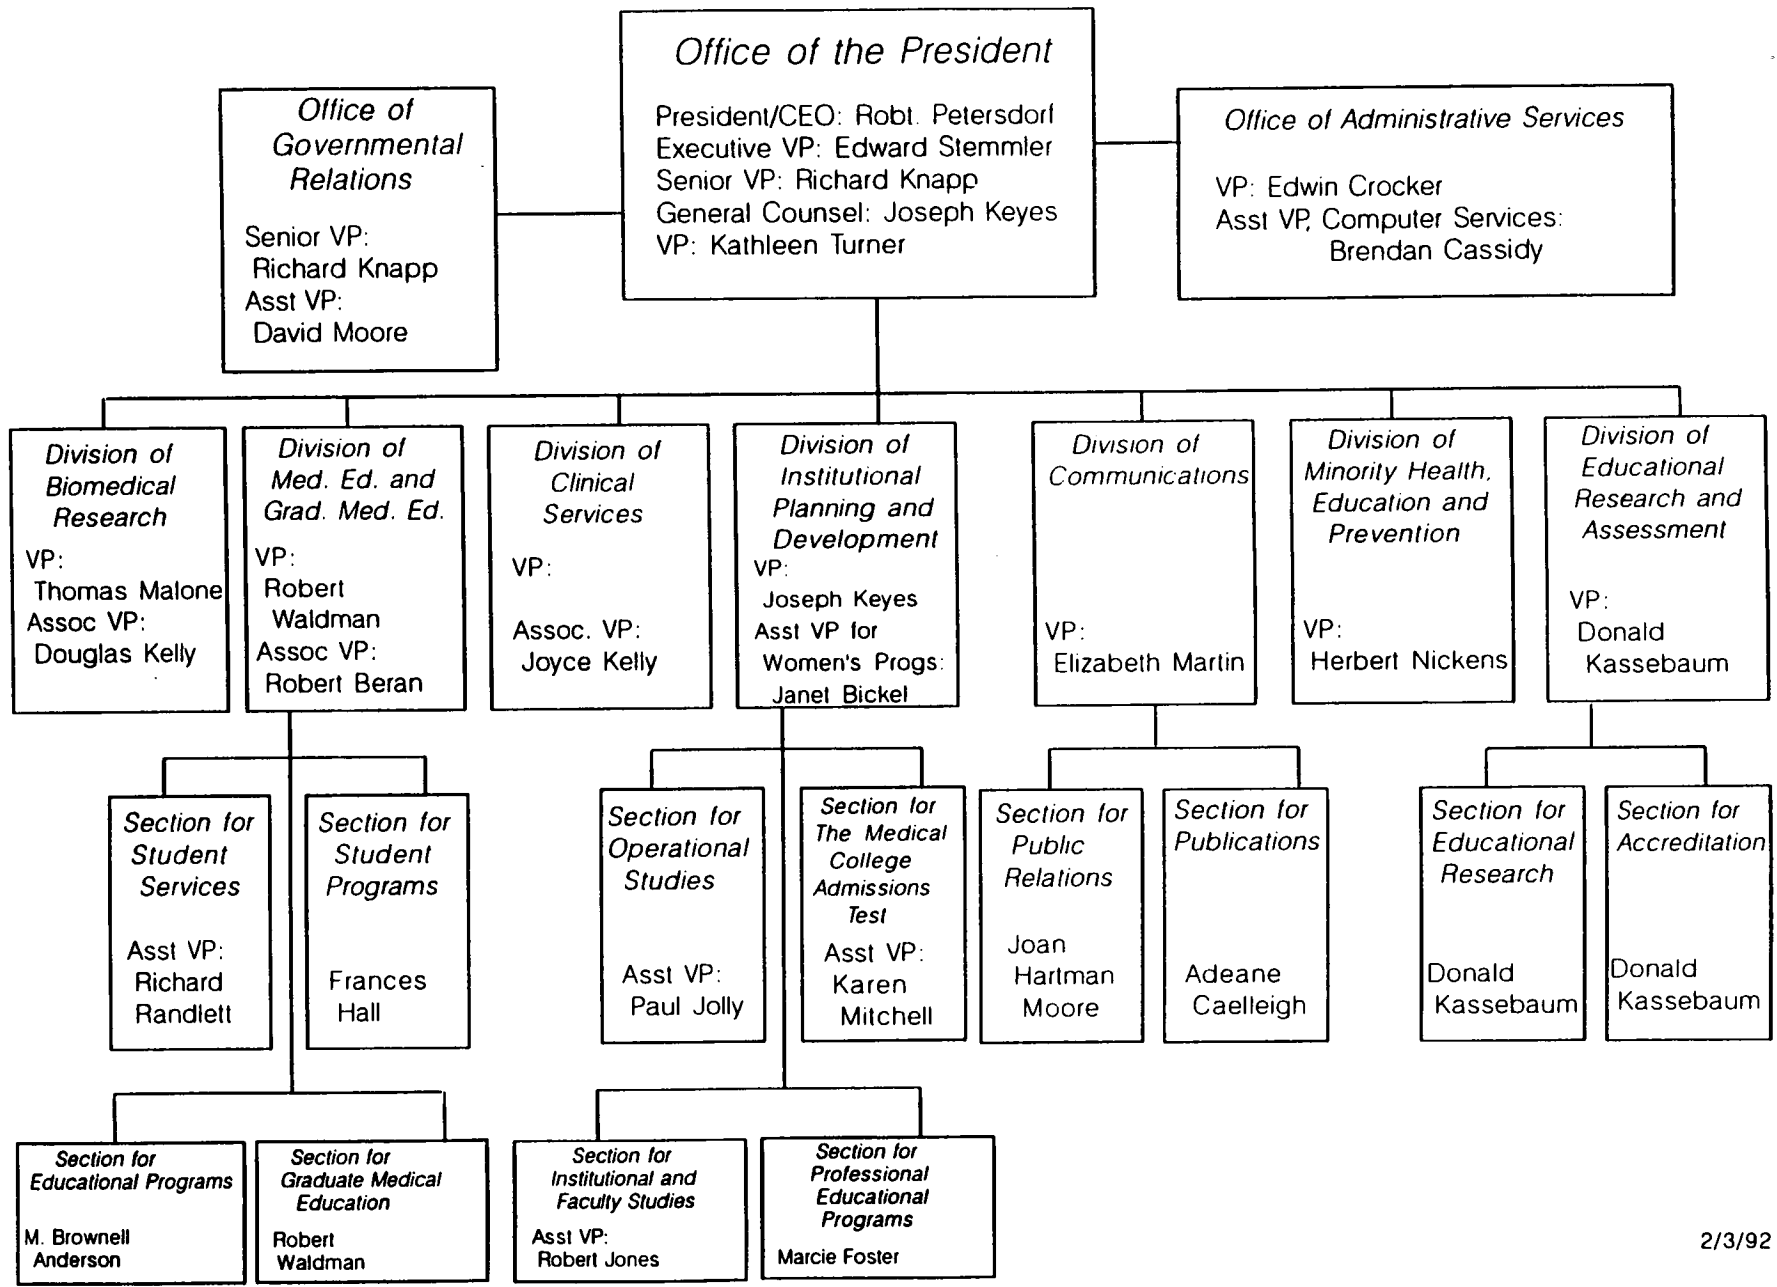 Office of the President
President/CEO: Robt. Petersdorf
Executive VP: Edward Stemmler
Senior VP: Richard Knapp
General Counsel: Joseph Keyes
VP: Kathleen Turner
Office of
Governmental
Relations
Senior VP:
Richard Knapp
Asst VP:
David Moore
Office of Administrative Services
VP: Edwin Crocker
Asst VP, Computer Services:
Brendan Cassidy
Division of
Biomedical
Research
VP:
Thomas Malone
Assoc VP:
Douglas Kelly
Division of
Med. Ed. and
Grad. Med. Ed.
VP:
Robert
Waldman
Assoc VP:
Robert Beran
Division of
Clinical
Services
VP:
Assoc. VP:
Joyce Kelly
Division of
Institutional
Planning and
Development
VP:
Joseph Keyes
Asst VP for
Women's Progs:
Janet Bickel
Division of
Communications
VP:
Elizabeth Martin
Division of
Minority Health,
Education and
Prevention
VP:
Herbert Nickens
Division of
Educational
Research and
Assessment
VP:
Donald
Kassebaum
Section for
Student
Services
Asst VP:
Richard
Randlett
Section for
Student
Programs
Frances
Hall
Section for
Operational
Studies
Asst VP:
Paul Jolly
Section for
The Medical
College
Admissions
Test
Asst VP:
Karen
Mitchell
Section for
Public
Relations
Joan
Hartman
Moore
Section for
Publications
Adeane
Caelleigh
Section for
Educational
Research
Donald
Kassebaum
Section for
Accreditation
Donald
Kassebaum
Section for
Educational Programs
M. Brownell
Anderson
Section for
Graduate Medical
Education
Robert
Waldman
Section for
Institutional and
Faculty Studies
Asst VP:
Robert Jones
Section for
Professional
Educational
Programs
Marcie Foster
2/3/92